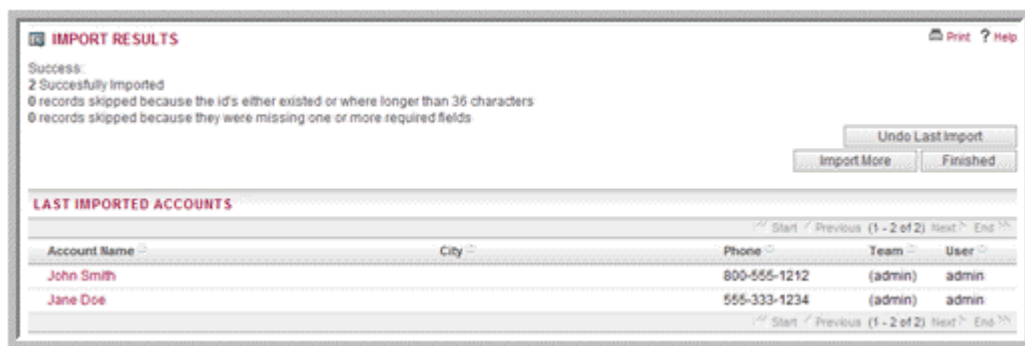 IMPORT RESULTS
Print ? Help
Success:
2 Succesfully Imported
0 records skipped because the id's either existed or where longer than 36 characters
0 records skipped because they were missing one or more required fields
Undo Last Import
Import More Finished
LAST IMPORTED ACCOUNTS
Start Previous (1 - 2 of 2) Next End
Account Name City Phone Team User
John Smith 800-555-1212 (admin) admin
Jane Doe 555-333-1234 (admin) admin
Start Previous (1 - 2 of 2) Next End